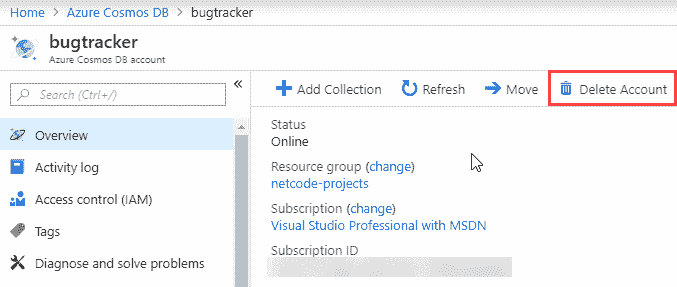 Home > Azure Cosmos DB > bugtracker
bugtracker
Azure Cosmos DB account
Search (Ctrl+/)
«
Add Collection Refresh Move Delete Account
Overview
Activity log
Access control (IAM)
Tags
Diagnose and solve problems
Status
Online
Resource group (change)
netcode-projects
Subscription (change)
Visual Studio Professional with MSDN
Subscription ID